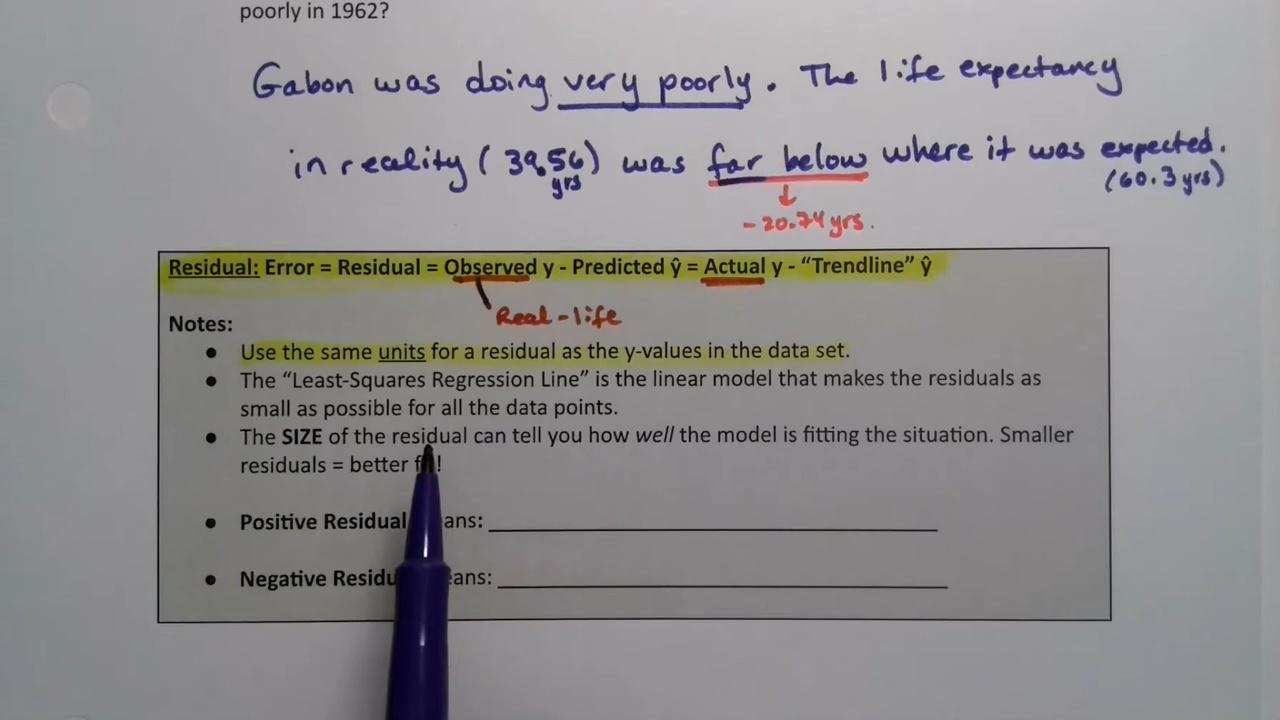 poorly in 1962?
Gabon was doing very poorly. The life expectancy
in reality (39.56 yrs) was far below where it was expected.
(60.3 yrs)
-20.74 yrs.
Residual: Error = Residual = Observed y - Predicted ŷ = Actual y - “Trendline” ŷ
Real-life
Notes:
● Use the same units for a residual as the y-values in the data set.
● The “Least-Squares Regression Line” is the linear model that makes the residuals as
small as possible for all the data points.
● The SIZE of the residual can tell you how well the model is fitting the situation. Smaller
residuals = better
● Positive Residual ans:
● Negative eans: